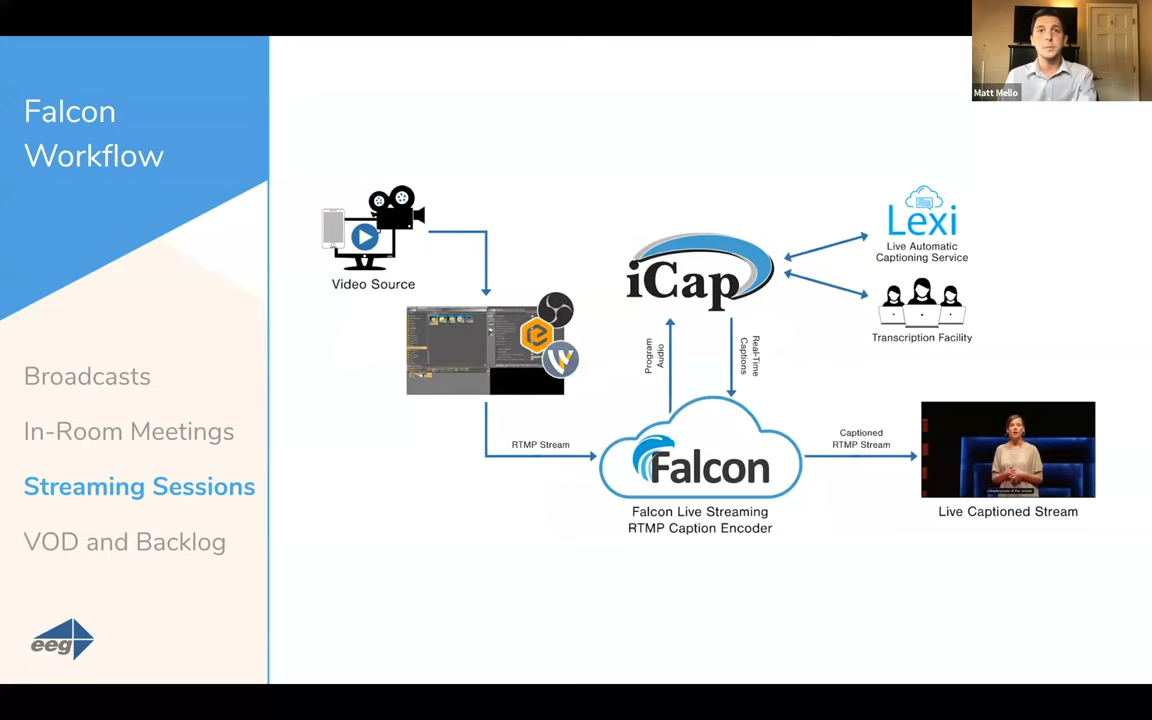 Falcon
Workflow
Broadcasts
In-Room Meetings
Streaming Sessions
VOD and Backlog
eeg
Matt Mello
Video Source
iCap
Lexi
Live Automatic
Captioning Service
Transcription Facility
Program
Audio
Real-Time
Captions
RTMP Stream
Falcon
Falcon Live Streaming
RTMP Caption Encoder
Captioned
RTMP Stream
Live Captioned Stream